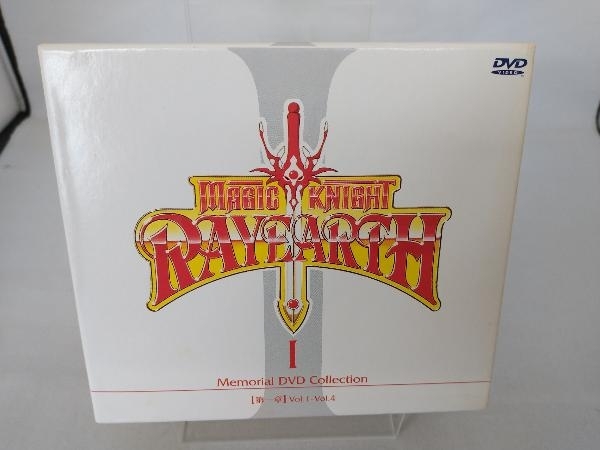 DVD
VIDEO
MAGIC KNIGHT
RAYEARTH
I
Memorial DVD Collection
【第一章】Vol.1-Vol.4